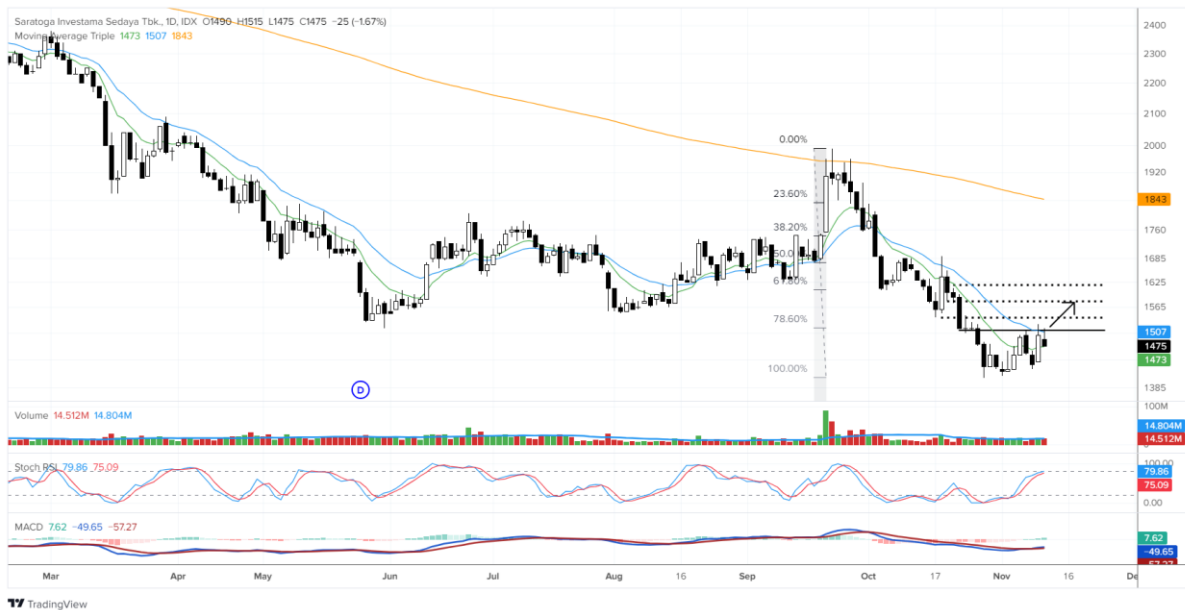 Saratoga Investama Sedaya Tbk., 1D, IDX O1490 H1515 L1475 C1475 −25 (−1.67%)
Moving Average Triple 1473 1507 1843
2400
2300
2200
2100
2000
1920
1843
1760
1685
1625
1565
1507
1475
1473
1385
0.00%
23.60%
38.20%
78.60%
100.00%
D
Volume 14.512M 14.804M
100M
14.804M
14.512M
Stoch RSI 79.86 75.09
100.00
79.86
75.09
0.00
MACD 7.62 −49.65 −57.27
7.62
−49.65
Mar Apr May Jun Jul Aug 16 Sep Oct 17 Nov 16
TradingView